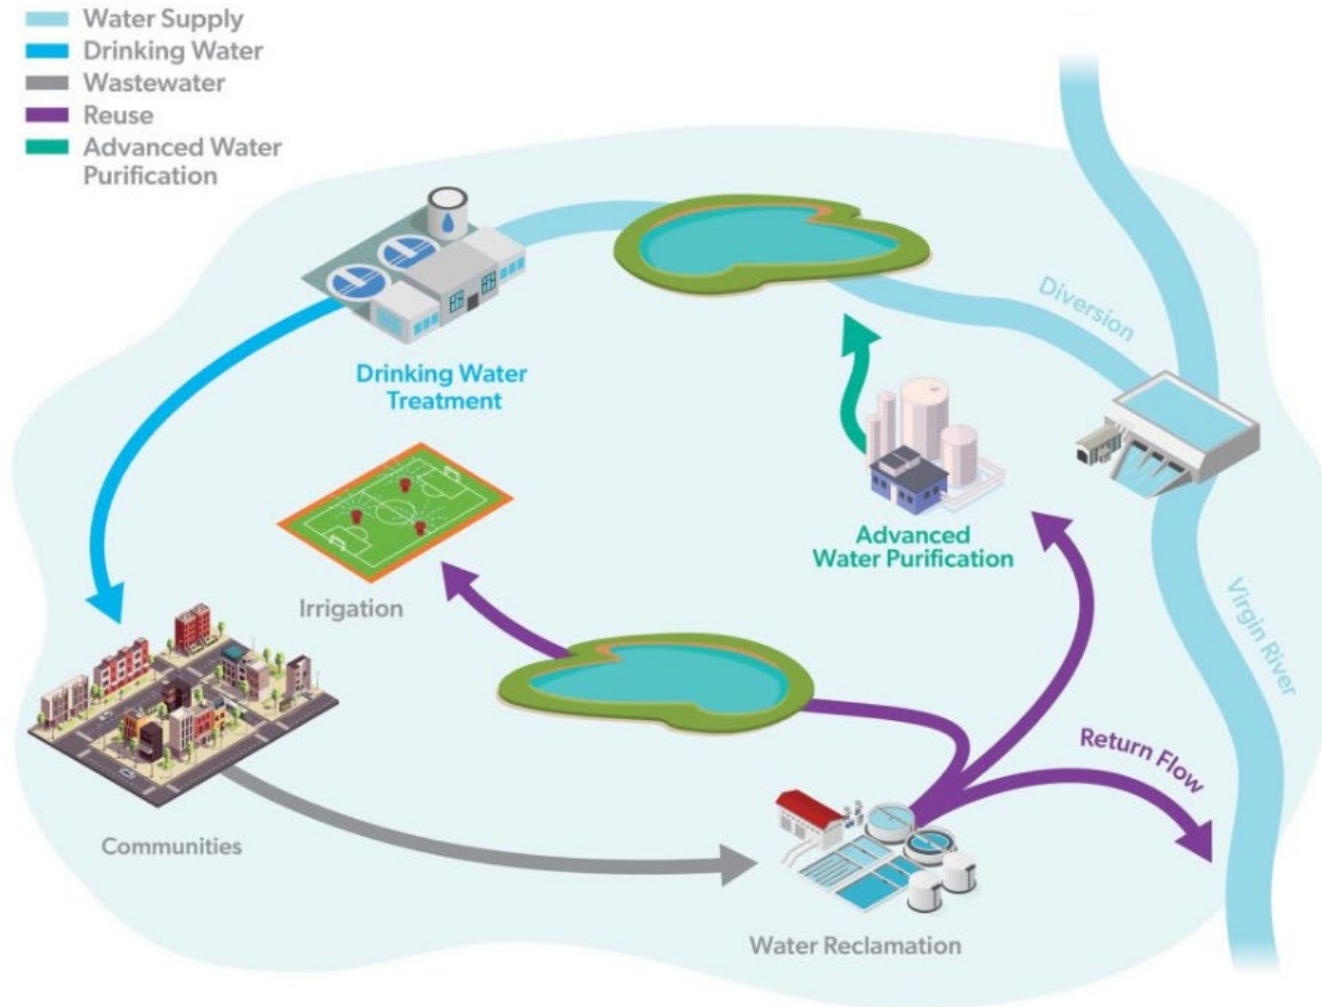 Water Supply
Drinking Water
Wastewater
Reuse
Advanced Water
Purification
Diversion
Drinking Water
Treatment
Advanced
Water Purification
Irrigation
Virgin River
Return Flow
Communities
Water Reclamation